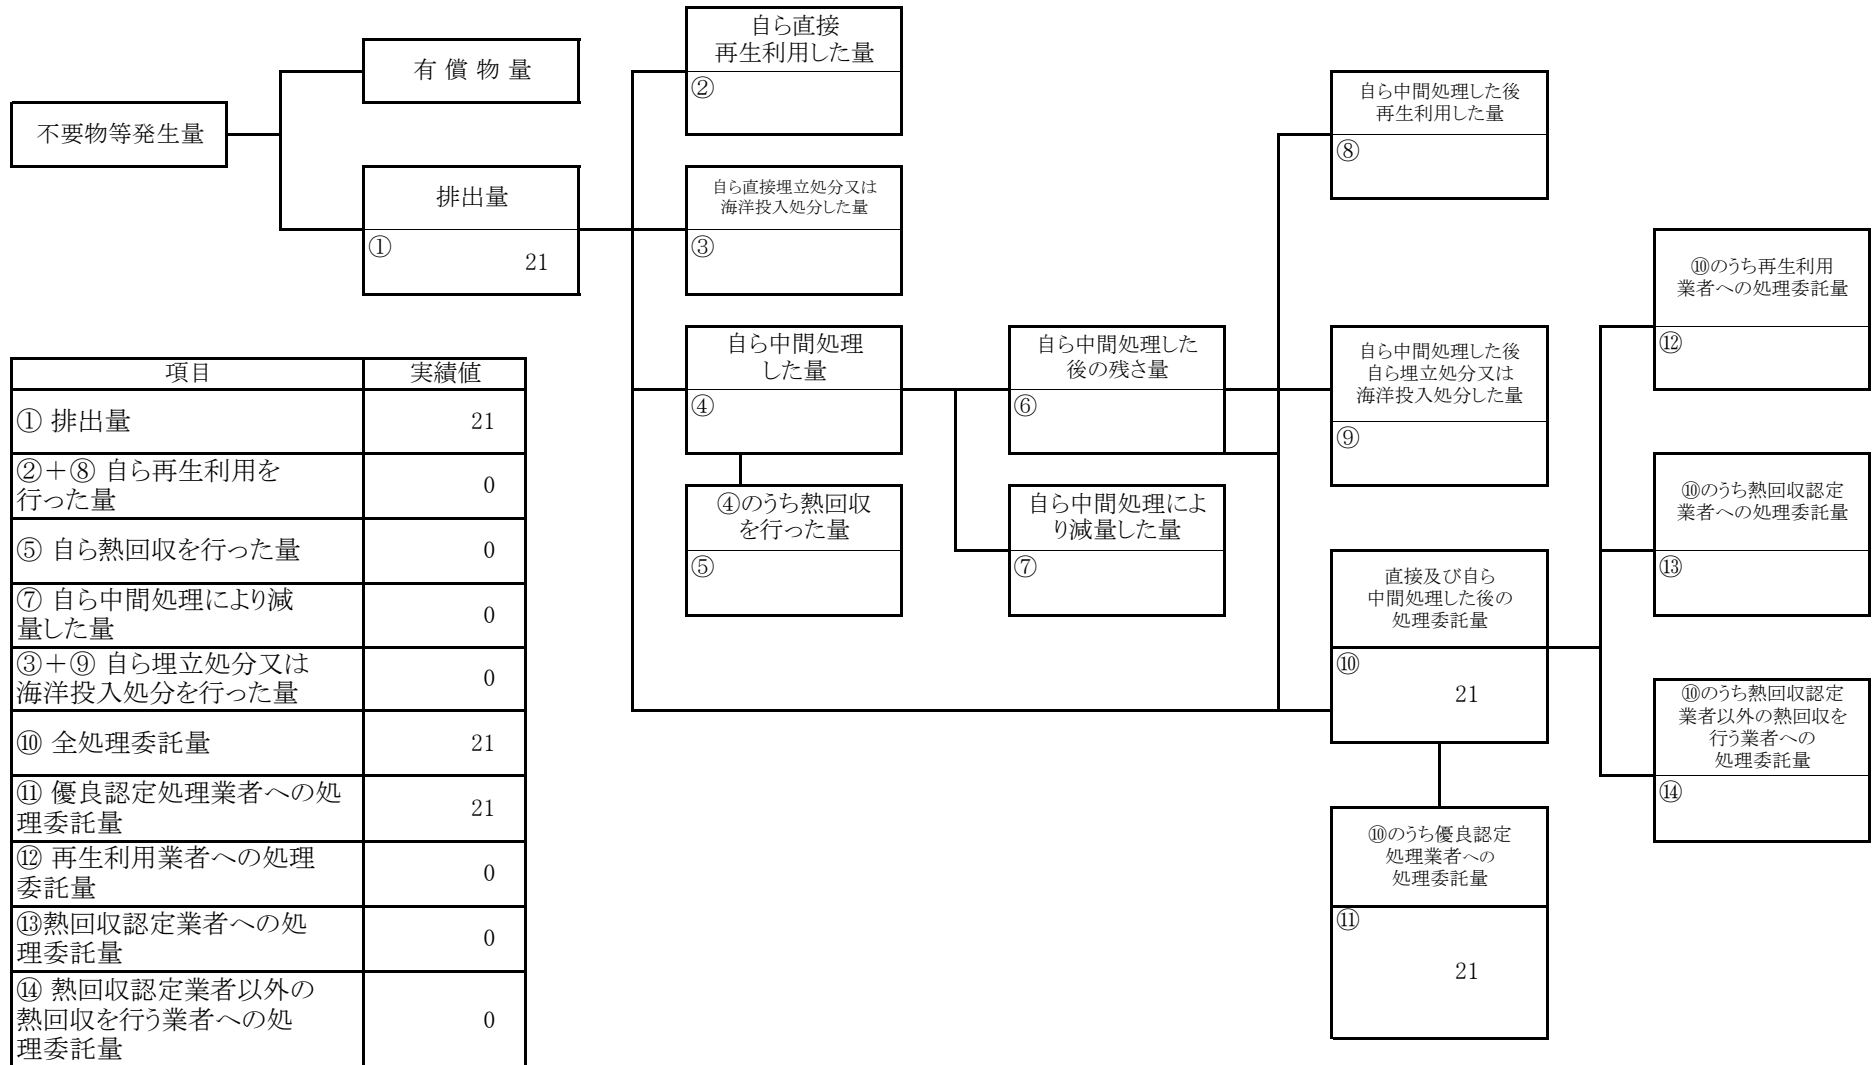 不要物等発生量
有 償 物 量
排出量
①
21
自ら直接
再生利用した量
②
自ら直接埋立処分又は
海洋投入処分した量
③
自ら中間処理
した量
④
④のうち熱回収
を行った量
⑤
自ら中間処理した
後の残さ量
⑥
自ら中間処理によ
り減量した量
⑦
自ら中間処理した後
再生利用した量
⑧
自ら中間処理した後
自ら埋立処分又は
海洋投入処分した量
⑨
直接及び自ら
中間処理した後の
処理委託量
⑩
21
⑩のうち優良認定
処理業者への
処理委託量
⑪
21
⑩のうち再生利用
業者への処理委託量
⑫
⑩のうち熱回収認定
業者への処理委託量
⑬
⑩のうち熱回収認定
業者以外の熱回収を
行う業者への
処理委託量
⑭
項目 実績値
① 排出量 21
②＋⑧ 自ら再生利用を
行った量 0
⑤ 自ら熱回収を行った量 0
⑦ 自ら中間処理により減
量した量 0
③＋⑨ 自ら埋立処分又は
海洋投入処分を行った量 0
⑩ 全処理委託量 21
⑪ 優良認定処理業者への処
理委託量 21
⑫ 再生利用業者への処理
委託量 0
⑬熱回収認定業者への処
理委託量 0
⑭ 熱回収認定業者以外の
熱回収を行う業者への処
理委託量 0